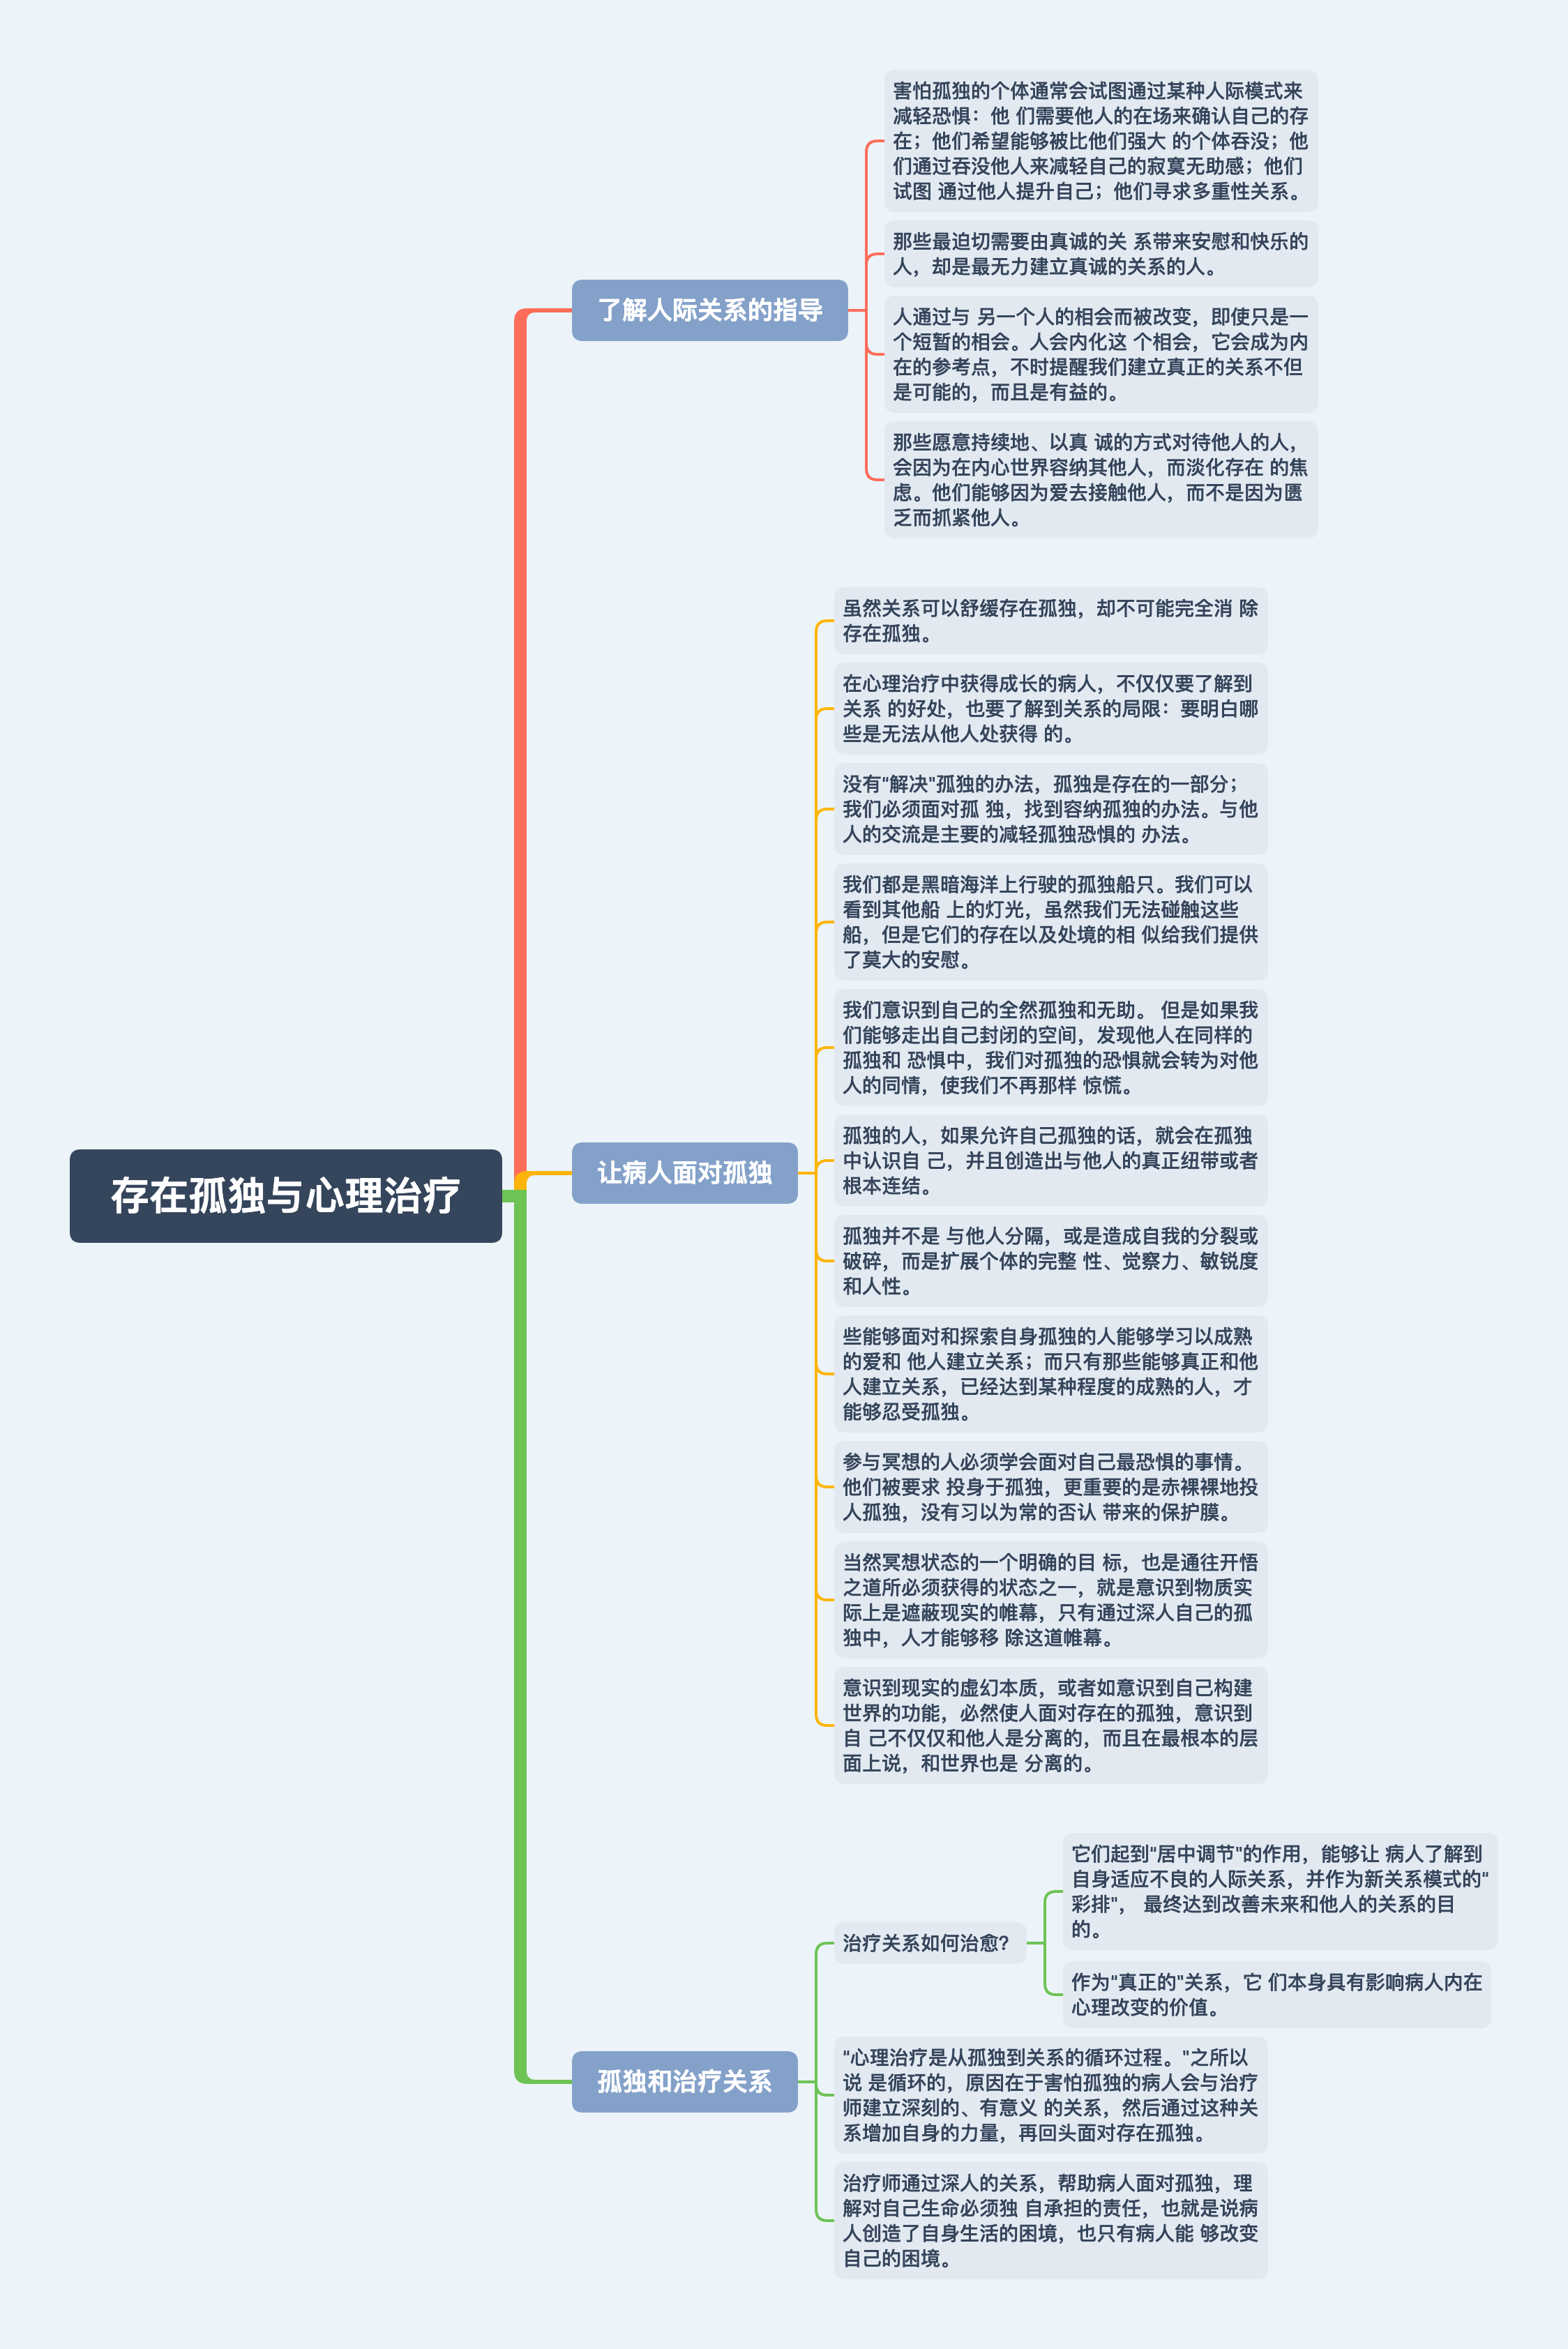 存在孤独与心理治疗
了解人际关系的指导
害怕孤独的个体通常会试图通过某种人际模式来
减轻恐惧：他 们需要他人的在场来确认自己的存
在；他们希望能够被比他们强大 的个体吞没；他
们通过吞没他人来减轻自己的寂寞无助感；他们
试图 通过他人提升自己；他们寻求多重性关系。
那些最迫切需要由真诚的关 系带来安慰和快乐的
人，却是最无力建立真诚的关系的人。
人通过与 另一个人的相会而被改变，即使只是一
个短暂的相会。人会内化这 个相会，它会成为内
在的参考点，不时提醒我们建立真正的关系不但
是可能的，而且是有益的。
那些愿意持续地、以真 诚的方式对待他人的人，
会因为在内心世界容纳其他人，而淡化存在 的焦
虑。他们能够因为爱去接触他人，而不是因为匮
乏而抓紧他人。
让病人面对孤独
虽然关系可以舒缓存在孤独，却不可能完全消 除
存在孤独。
在心理治疗中获得成长的病人，不仅仅要了解到
关系 的好处，也要了解到关系的局限：要明白哪
些是无法从他人处获得 的。
没有"解决"孤独的办法，孤独是存在的一部分；
我们必须面对孤 独，找到容纳孤独的办法。与他
人的交流是主要的减轻孤独恐惧的 办法。
我们都是黑暗海洋上行驶的孤独船只。我们可以
看到其他船 上的灯光，虽然我们无法碰触这些
船，但是它们的存在以及处境的相 似给我们提供
了莫大的安慰。
我们意识到自己的全然孤独和无助。 但是如果我
们能够走出自己封闭的空间，发现他人在同样的
孤独和 恐惧中，我们对孤独的恐惧就会转为对他
人的同情，使我们不再那样 惊慌。
孤独的人，如果允许自己孤独的话，就会在孤独
中认识自 己，并且创造出与他人的真正纽带或者
根本连结。
孤独并不是 与他人分隔，或是造成自我的分裂或
破碎，而是扩展个体的完整 性、觉察力、敏锐度
和人性。
些能够面对和探索自身孤独的人能够学习以成熟
的爱和 他人建立关系；而只有那些能够真正和他
人建立关系，已经达到某种程度的成熟的人，才
能够忍受孤独。
参与冥想的人必须学会面对自己最恐惧的事情。
他们被要求 投身于孤独，更重要的是赤裸裸地投
人孤独，没有习以为常的否认 带来的保护膜。
当然冥想状态的一个明确的目 标，也是通往开悟
之道所必须获得的状态之一，就是意识到物质实
际上是遮蔽现实的帷幕，只有通过深人自己的孤
独中，人才能够移 除这道帷幕。
意识到现实的虚幻本质，或者如意识到自己构建
世界的功能，必然使人面对存在的孤独，意识到
自 己不仅仅和他人是分离的，而且在最根本的层
面上说，和世界也是 分离的。
孤独和治疗关系
治疗关系如何治愈？
它们起到"居中调节"的作用，能够让 病人了解到
自身适应不良的人际关系，并作为新关系模式的"
彩排"， 最终达到改善未来和他人的关系的目
的。
作为"真正的"关系，它 们本身具有影响病人内在
心理改变的价值。
"心理治疗是从孤独到关系的循环过程。"之所以
说 是循环的，原因在于害怕孤独的病人会与治疗
师建立深刻的、有意义 的关系，然后通过这种关
系增加自身的力量，再回头面对存在孤独。
治疗师通过深人的关系，帮助病人面对孤独，理
解对自己生命必须独 自承担的责任，也就是说病
人创造了自身生活的困境，也只有病人能 够改变
自己的困境。